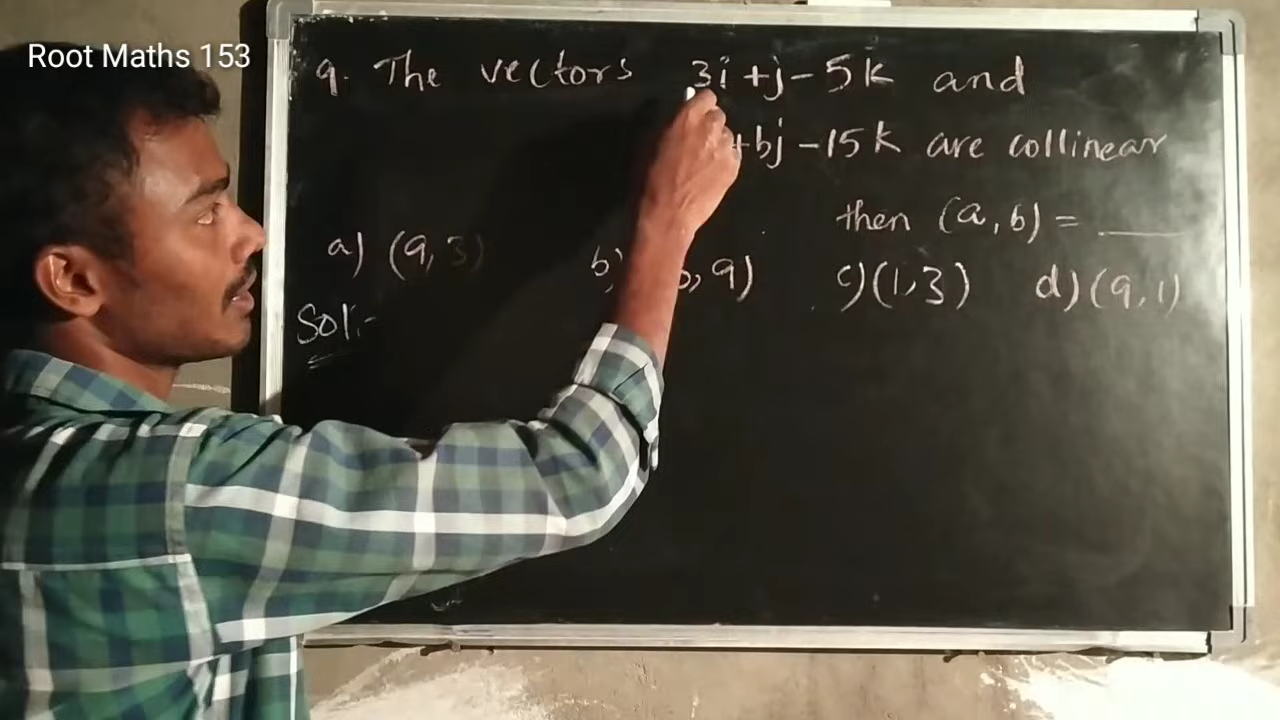 Root Maths 153
9. The vectors 3i+j-5k and
+bj-15k are collinear
then (a,b) = ____
a) (9,3) b) ,9) c) (1,3) d) (9,1)
Sol:-